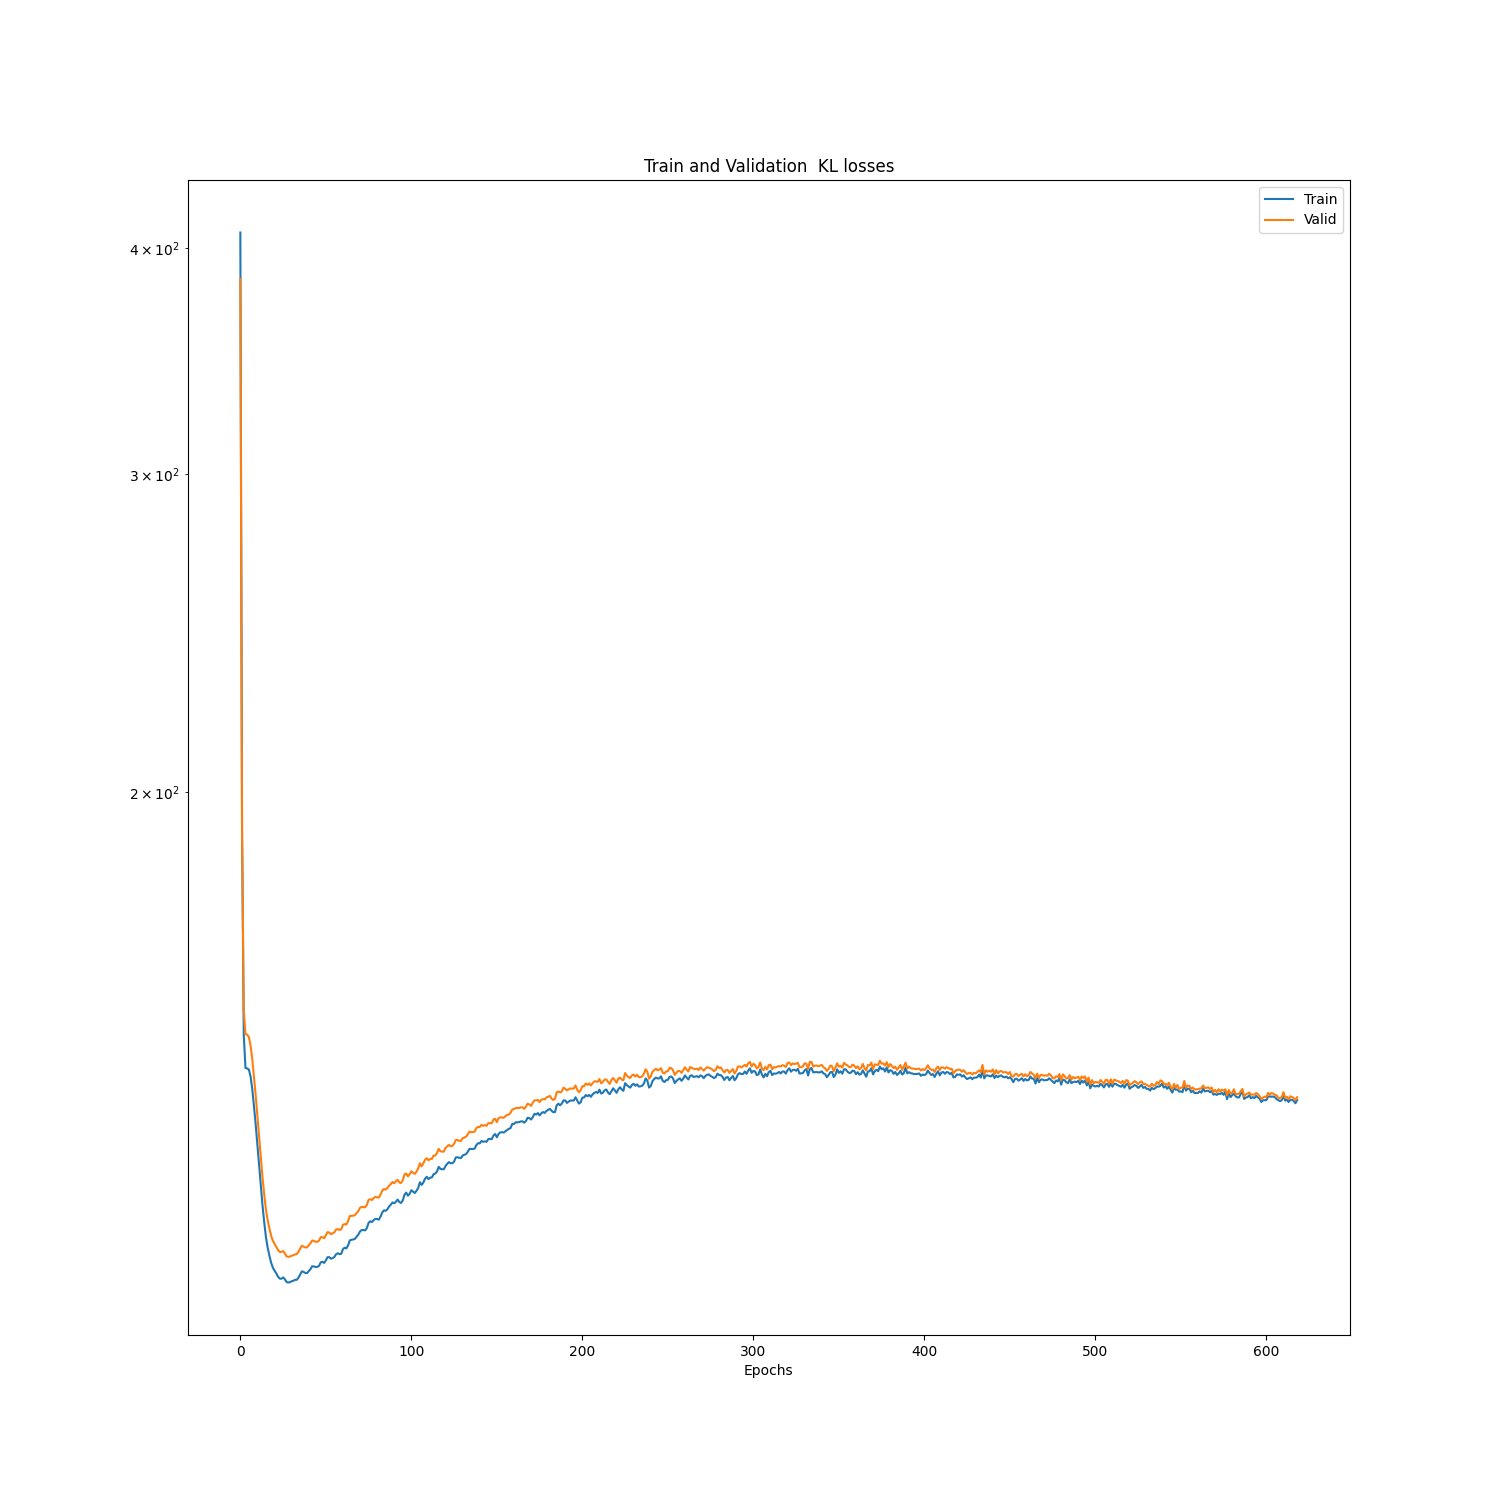 Train and Validation  KL losses
Train
Valid
4 × 10²
3 × 10²
2 × 10²
0 100 200 300 400 500 600
Epochs